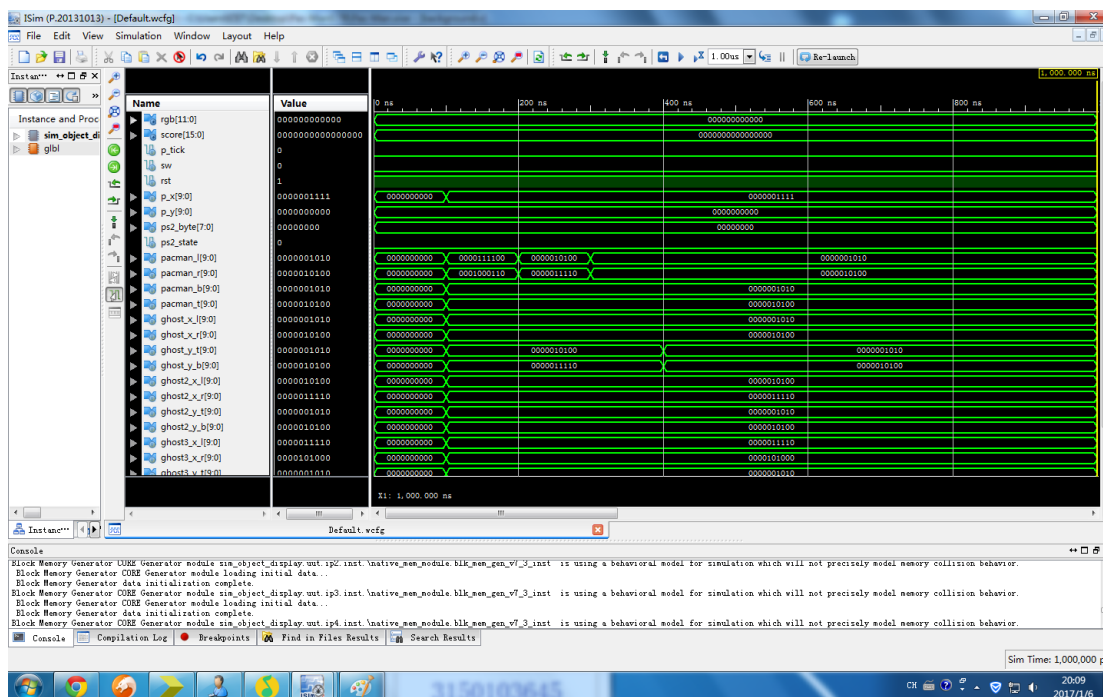 ISim (P.20131013) - [Default.wcfg]
File Edit View Simulation Window Layout Help
1.00us Re-launch
Instan···
1,000.000 ns
Instance and Proc
sim_object_di
glbl
Name Value 0 ns 200 ns 400 ns 600 ns 800 ns
rgb[11:0] 000000000000 000000000000
score[15:0] 0000000000000000 0000000000000000
p_tick 0
sw 0
rst 1
p_x[9:0] 0000001111 0000000000 0000001111
p_y[9:0] 0000000000 0000000000
ps2_byte[7:0] 00000000 00000000
ps2_state 0
pacman_l[9:0] 0000001010 0000000000 0000111100 0000010100 0000001010
pacman_r[9:0] 0000010100 0000000000 0001000110 0000011110 0000010100
pacman_b[9:0] 0000001010 0000000000 0000001010
pacman_t[9:0] 0000010100 0000000000 0000010100
ghost_x_l[9:0] 0000001010 0000000000 0000001010
ghost_x_r[9:0] 0000010100 0000000000 0000010100
ghost_y_t[9:0] 0000001010 0000000000 0000010100 0000001010
ghost_y_b[9:0] 0000010100 0000000000 0000011110 0000010100
ghost2_x_l[9:0] 0000010100 0000000000 0000010100
ghost2_x_r[9:0] 0000011110 0000000000 0000011110
ghost2_y_t[9:0] 0000001010 0000000000 0000001010
ghost2_y_b[9:0] 0000010100 0000000000 0000010100
ghost3_x_l[9:0] 0000011110 0000000000 0000011110
ghost3_x_r[9:0] 0000101000 0000000000 0000101000
ghost3_y_t[9:0] 0000001010 0000000000 0000001010
X1: 1,000.000 ns
Instanc··· Default.wcfg
Console
Block Memory Generator CORE Generator module sim_object_display.uut.ip2.inst.\native_mem_module.blk_mem_gen_v7_3_inst is using a behavioral model for simulation which will not precisely model memory collision behavior.
Block Memory Generator CORE Generator module loading initial data...
Block Memory Generator data initialization complete.
Block Memory Generator CORE Generator module sim_object_display.uut.ip3.inst.\native_mem_module.blk_mem_gen_v7_3_inst is using a behavioral model for simulation which will not precisely model memory collision behavior.
Block Memory Generator CORE Generator module loading initial data...
Block Memory Generator data initialization complete.
Block Memory Generator CORE Generator module sim_object_display.uut.ip4.inst.\native_mem_module.blk_mem_gen_v7_3_inst is using a behavioral model for simulation which will not precisely model memory collision behavior.
Console Compilation Log Breakpoints Find in Files Results Search Results
Sim Time: 1,000,000 p
3150103645
CH 20:09
2017/1/6